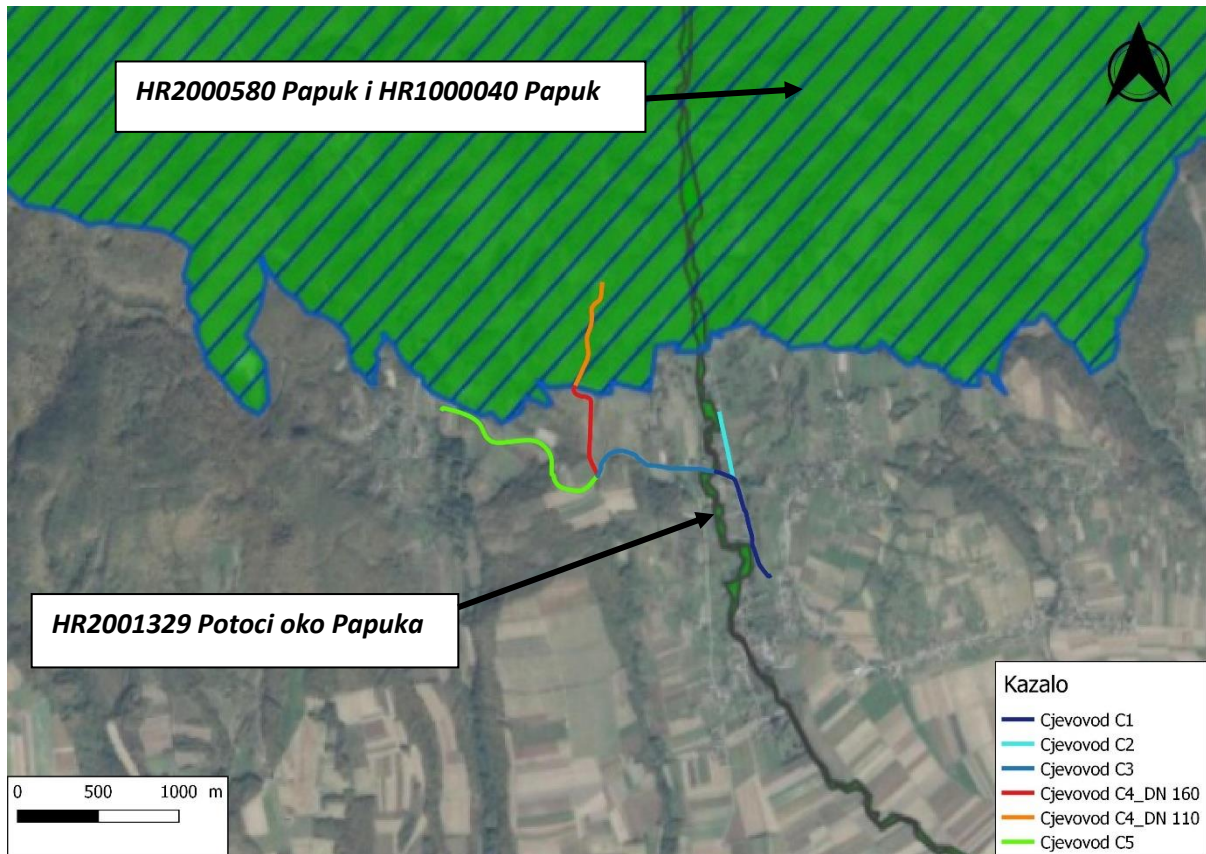 HR2000580 Papuk i HR1000040 Papuk
HR2001329 Potoci oko Papuka
Kazalo
Cjevovod C1
Cjevovod C2
Cjevovod C3
Cjevovod C4_DN 160
Cjevovod C4_DN 110
Cjevovod C5
0 500 1000 m